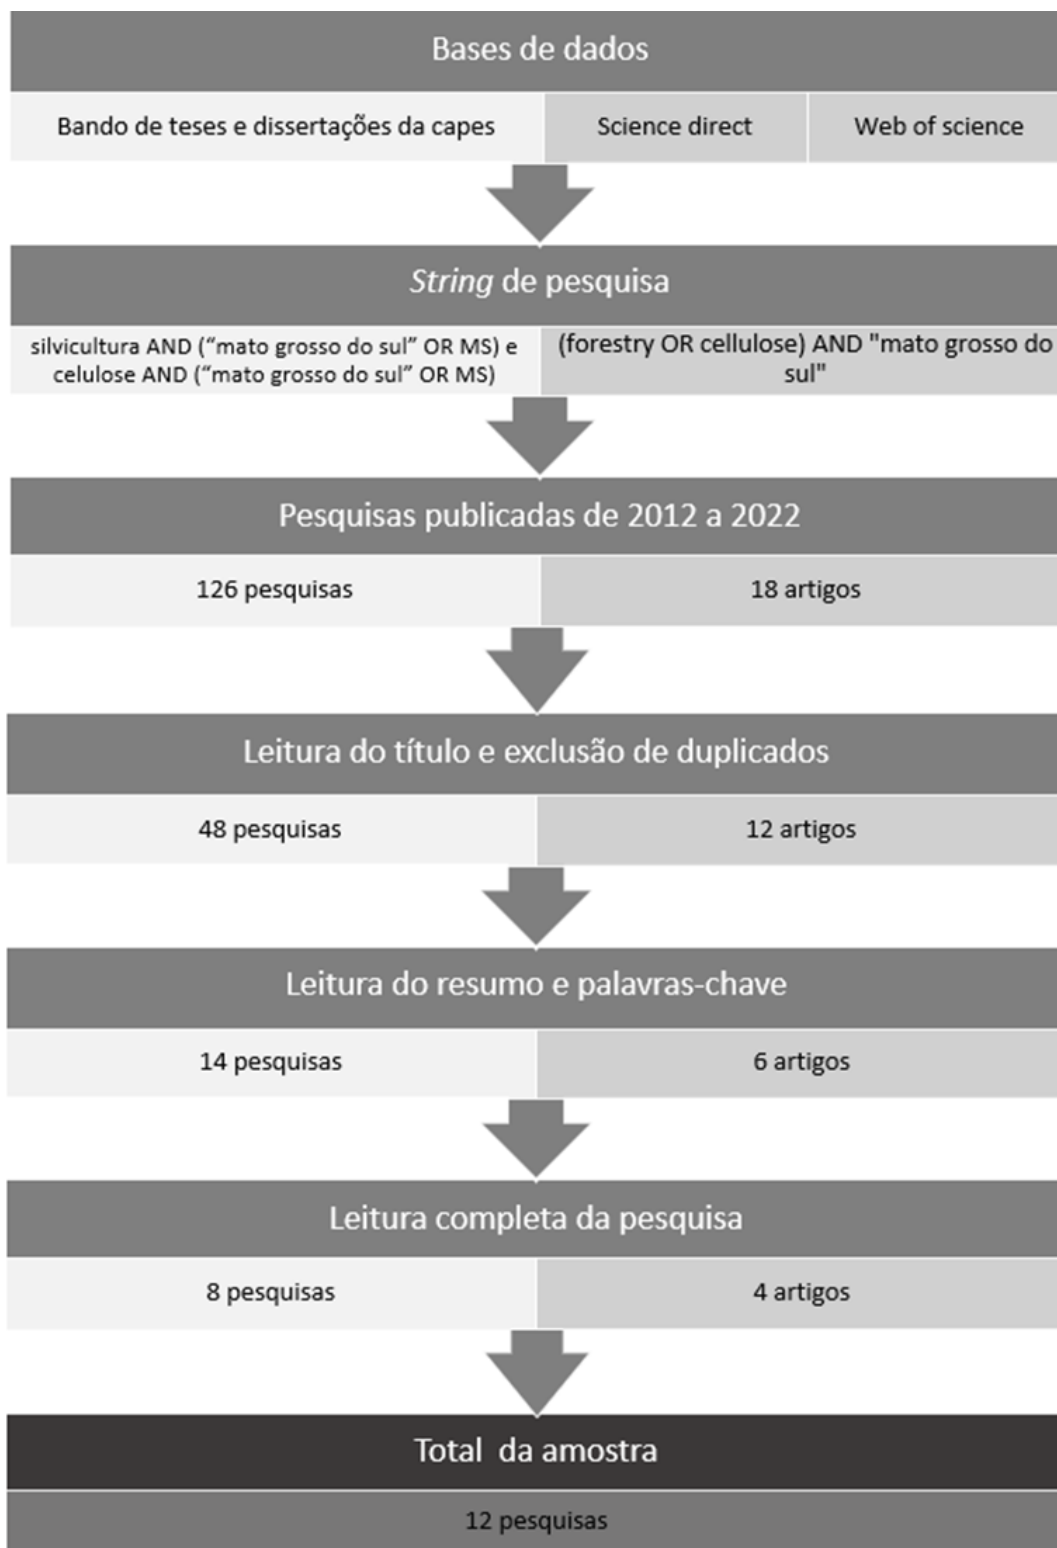 Bases de dados
Bando de teses e dissertações da capes
Science direct
Web of science
String de pesquisa
silvicultura AND (“mato grosso do sul” OR MS) e
celulose AND (“mato grosso do sul” OR MS)
(forestry OR cellulose) AND "mato grosso do
sul"
Pesquisas publicadas de 2012 a 2022
126 pesquisas
18 artigos
Leitura do título e exclusão de duplicados
48 pesquisas
12 artigos
Leitura do resumo e palavras-chave
14 pesquisas
6 artigos
Leitura completa da pesquisa
8 pesquisas
4 artigos
Total da amostra
12 pesquisas